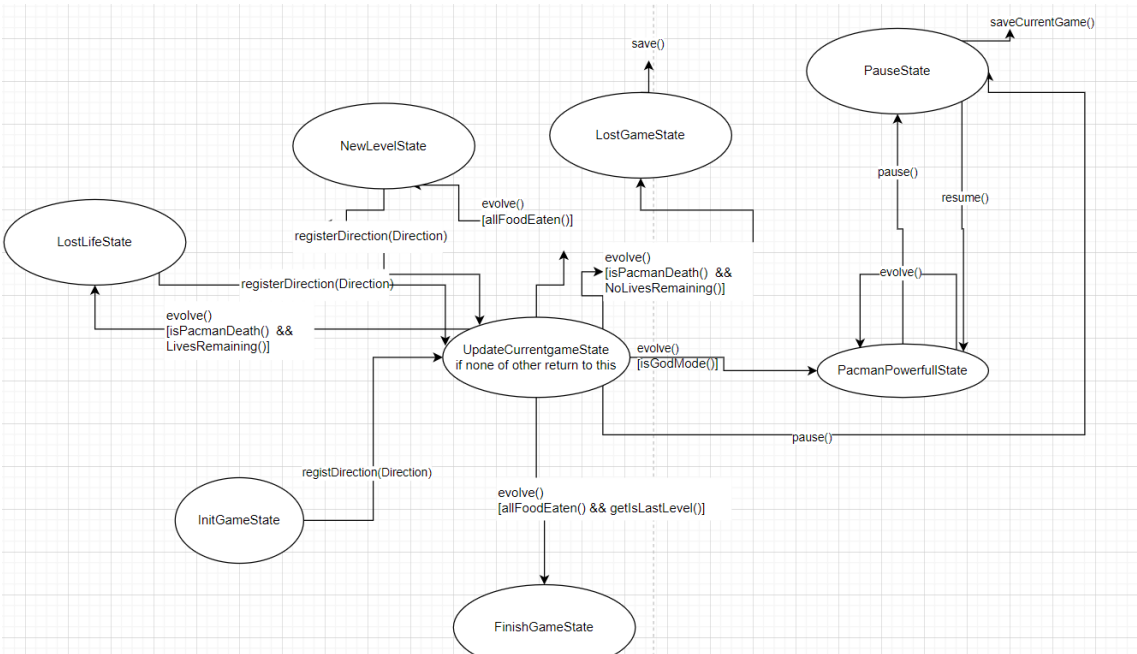 saveCurrentGame()
save()
PauseState
LostGameState
NewLevelState
pause()
resume()
evolve()
[allFoodEaten()]
registerDirection(Direction)
LostLifeState
evolve()
[isPacmanDeath() &&
NoLivesRemaining()]
evolve()
registerDirection(Direction)
evolve()
[isPacmanDeath() &&
LivesRemaining()]
UpdateCurrentgameState
if none of other return to this
evolve()
[isGodMode()]
PacmanPowerfullState
pause()
registDirection(Direction)
evolve()
[allFoodEaten() && getIsLastLevel()]
InitGameState
FinishGameState